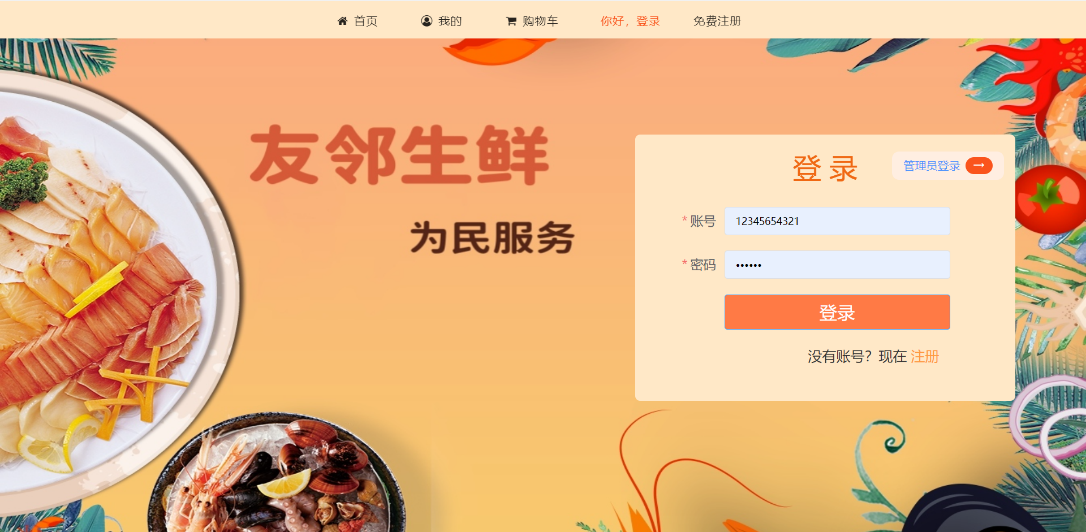 首页 我的 购物车 你好，登录 免费注册
友邻生鲜
为民服务
登录 管理员登录 →
* 账号 12345654321
* 密码 ••••••
登录
没有账号？现在 注册